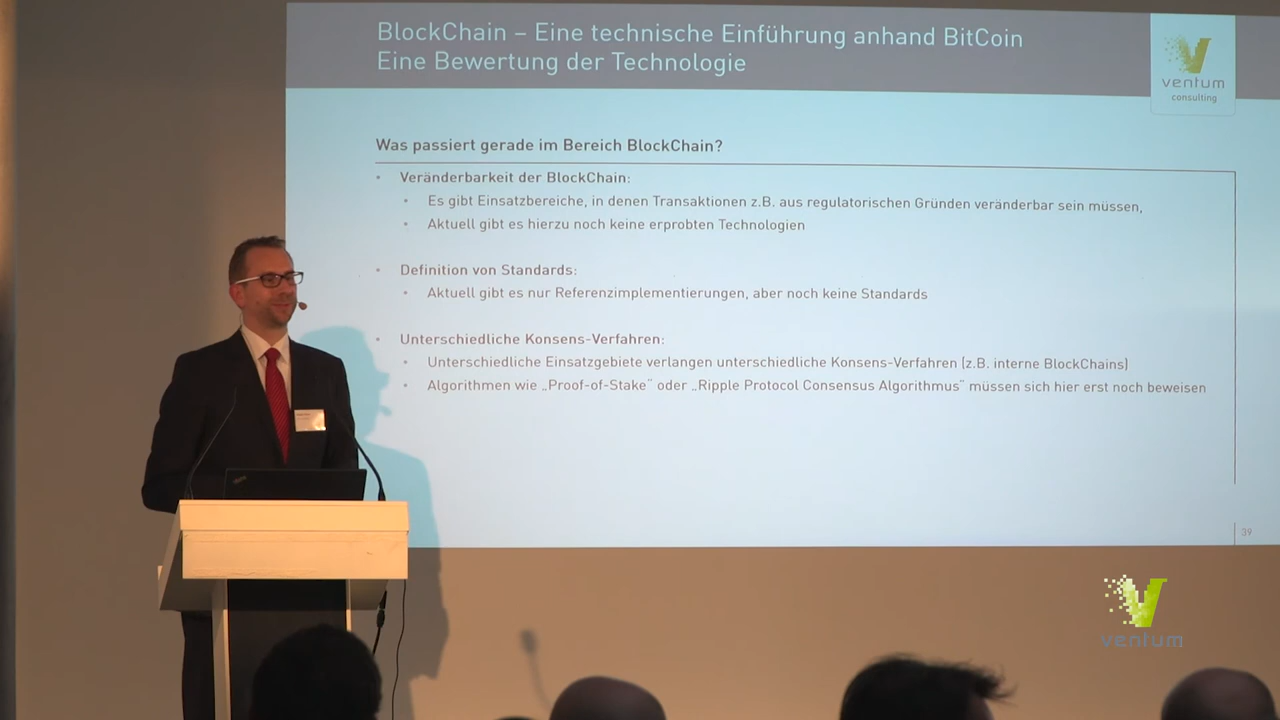 BlockChain – Eine technische Einführung anhand BitCoin
Eine Bewertung der Technologie
ventum
consulting
Was passiert gerade im Bereich BlockChain?
• Veränderbarkeit der BlockChain:
• Es gibt Einsatzbereiche, in denen Transaktionen z.B. aus regulatorischen Gründen veränderbar sein müssen,
• Aktuell gibt es hierzu noch keine erprobten Technologien
• Definition von Standards:
• Aktuell gibt es nur Referenzimplementierungen, aber noch keine Standards
• Unterschiedliche Konsens-Verfahren:
• Unterschiedliche Einsatzgebiete verlangen unterschiedliche Konsens-Verfahren (z.B. interne BlockChains)
• Algorithmen wie „Proof-of-Stake“ oder „Ripple Protocol Consensus Algorithmus“ müssen sich hier erst noch beweisen
39
ventum